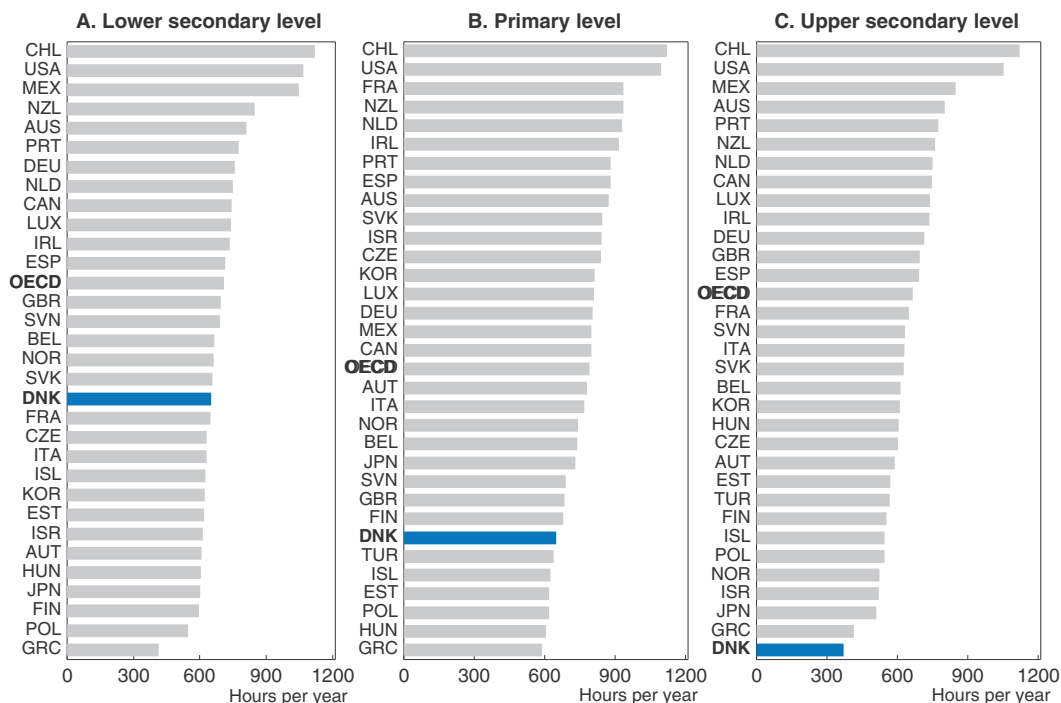 A. Lower secondary level
CHL
USA
MEX
NZL
AUS
PRT
DEU
NLD
CAN
LUX
IRL
ESP
OECD
GBR
SVN
BEL
NOR
SVK
DNK
FRA
CZE
ITA
ISL
KOR
EST
ISR
AUT
HUN
JPN
FIN
POL
GRC
0 300 600 900 1200
Hours per year
B. Primary level
CHL
USA
FRA
NZL
NLD
IRL
PRT
ESP
AUS
SVK
ISR
CZE
KOR
LUX
DEU
MEX
CAN
OECD
AUT
ITA
NOR
BEL
JPN
SVN
GBR
FIN
DNK
TUR
ISL
EST
POL
HUN
GRC
0 300 600 900 1200
Hours per year
C. Upper secondary level
CHL
USA
MEX
AUS
PRT
NZL
NLD
CAN
LUX
IRL
DEU
GBR
ESP
OECD
FRA
SVN
ITA
SVK
BEL
KOR
HUN
CZE
AUT
EST
TUR
FIN
ISL
POL
NOR
ISR
JPN
GRC
DNK
0 300 600 900 1200
Hours per year